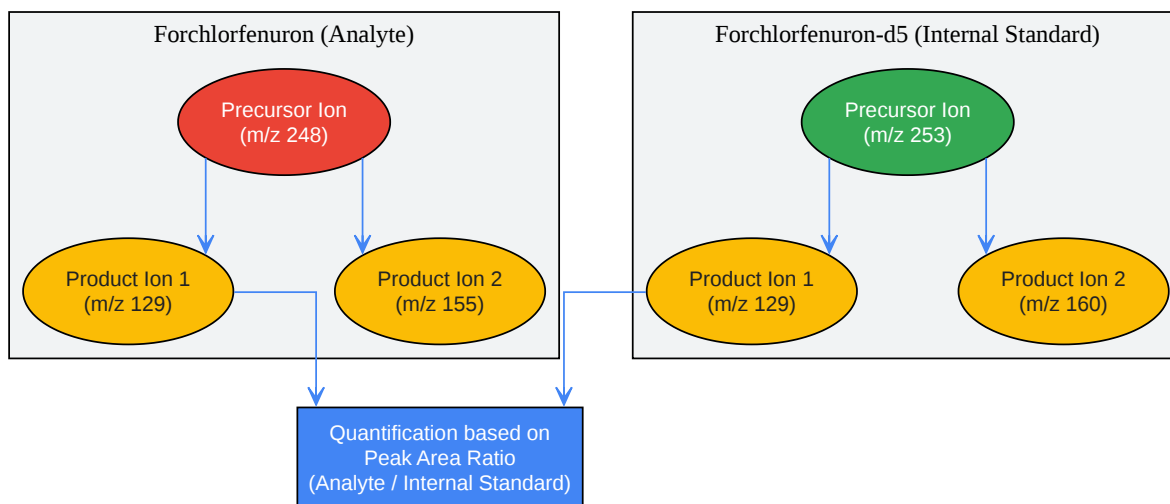 Forchlorfenuron (Analyte)
Precursor Ion
(m/z 248)
Product Ion 1
(m/z 129)
Product Ion 2
(m/z 155)
Forchlorfenuron-d5 (Internal Standard)
Precursor Ion
(m/z 253)
Product Ion 1
(m/z 129)
Product Ion 2
(m/z 160)
Quantification based on
Peak Area Ratio
(Analyte / Internal Standard)